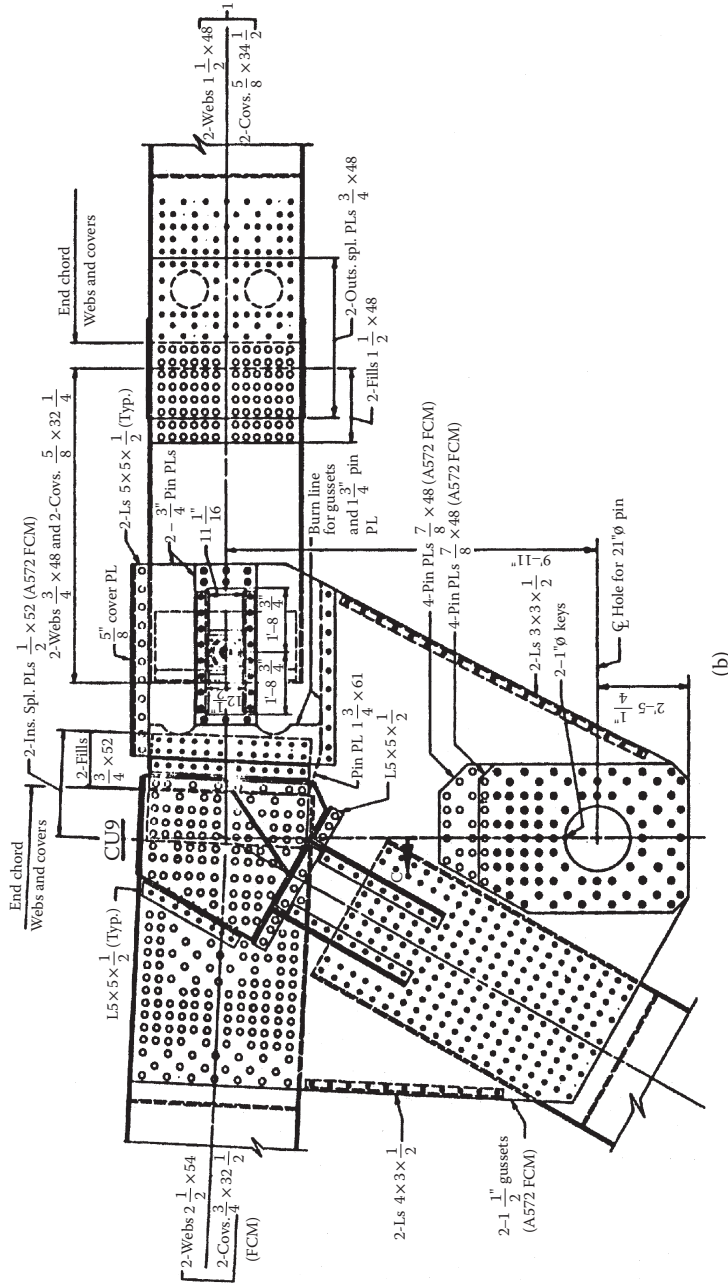 End chord
Webs and covers
CU9
2-Ins. Spl. PLs 1/2 × 52 (A572 FCM)
2-Webs 3/4 × 48 and 2-Covs. 5/8 × 32 1/4
2-Fills
3/4 × 52
5"/8 cover PL
2-Ls 5×5×1/2 (Typ.)
2-3"/4 Pin PLs
11 1"/16
12 1"/2
1'-8 3"/4
1'-8 3"/4
End chord
Webs and covers
2-Webs 1 1/2 × 48
2-Covs. 5/8 × 34 1/2
1
2-Outs. spl. PLs 3/4 × 48
2-Fills 1 1/2 × 48
Burn line
for gussets
and 1 3"/4 pin
PL
L5×5×1/2 (Typ.)
2-Webs 2 1/2 × 54
2-Covs. 3/4 × 32 1/2
(FCM)
Pin PL 1 3/4 × 61
L5×5×1/2
C
4-Pin PLs 7/8 × 48 (A572 FCM)
4-Pin PLs 7/8 × 48 (A572 FCM)
9'-11"
2-Ls 3×3×1/2
2-1"ø keys
℄ Hole for 21"ø pin
2'-5 1"/4
2-Ls 4×3×1/2
2-1 1"/2 gussets
(A572 FCM)
(b)